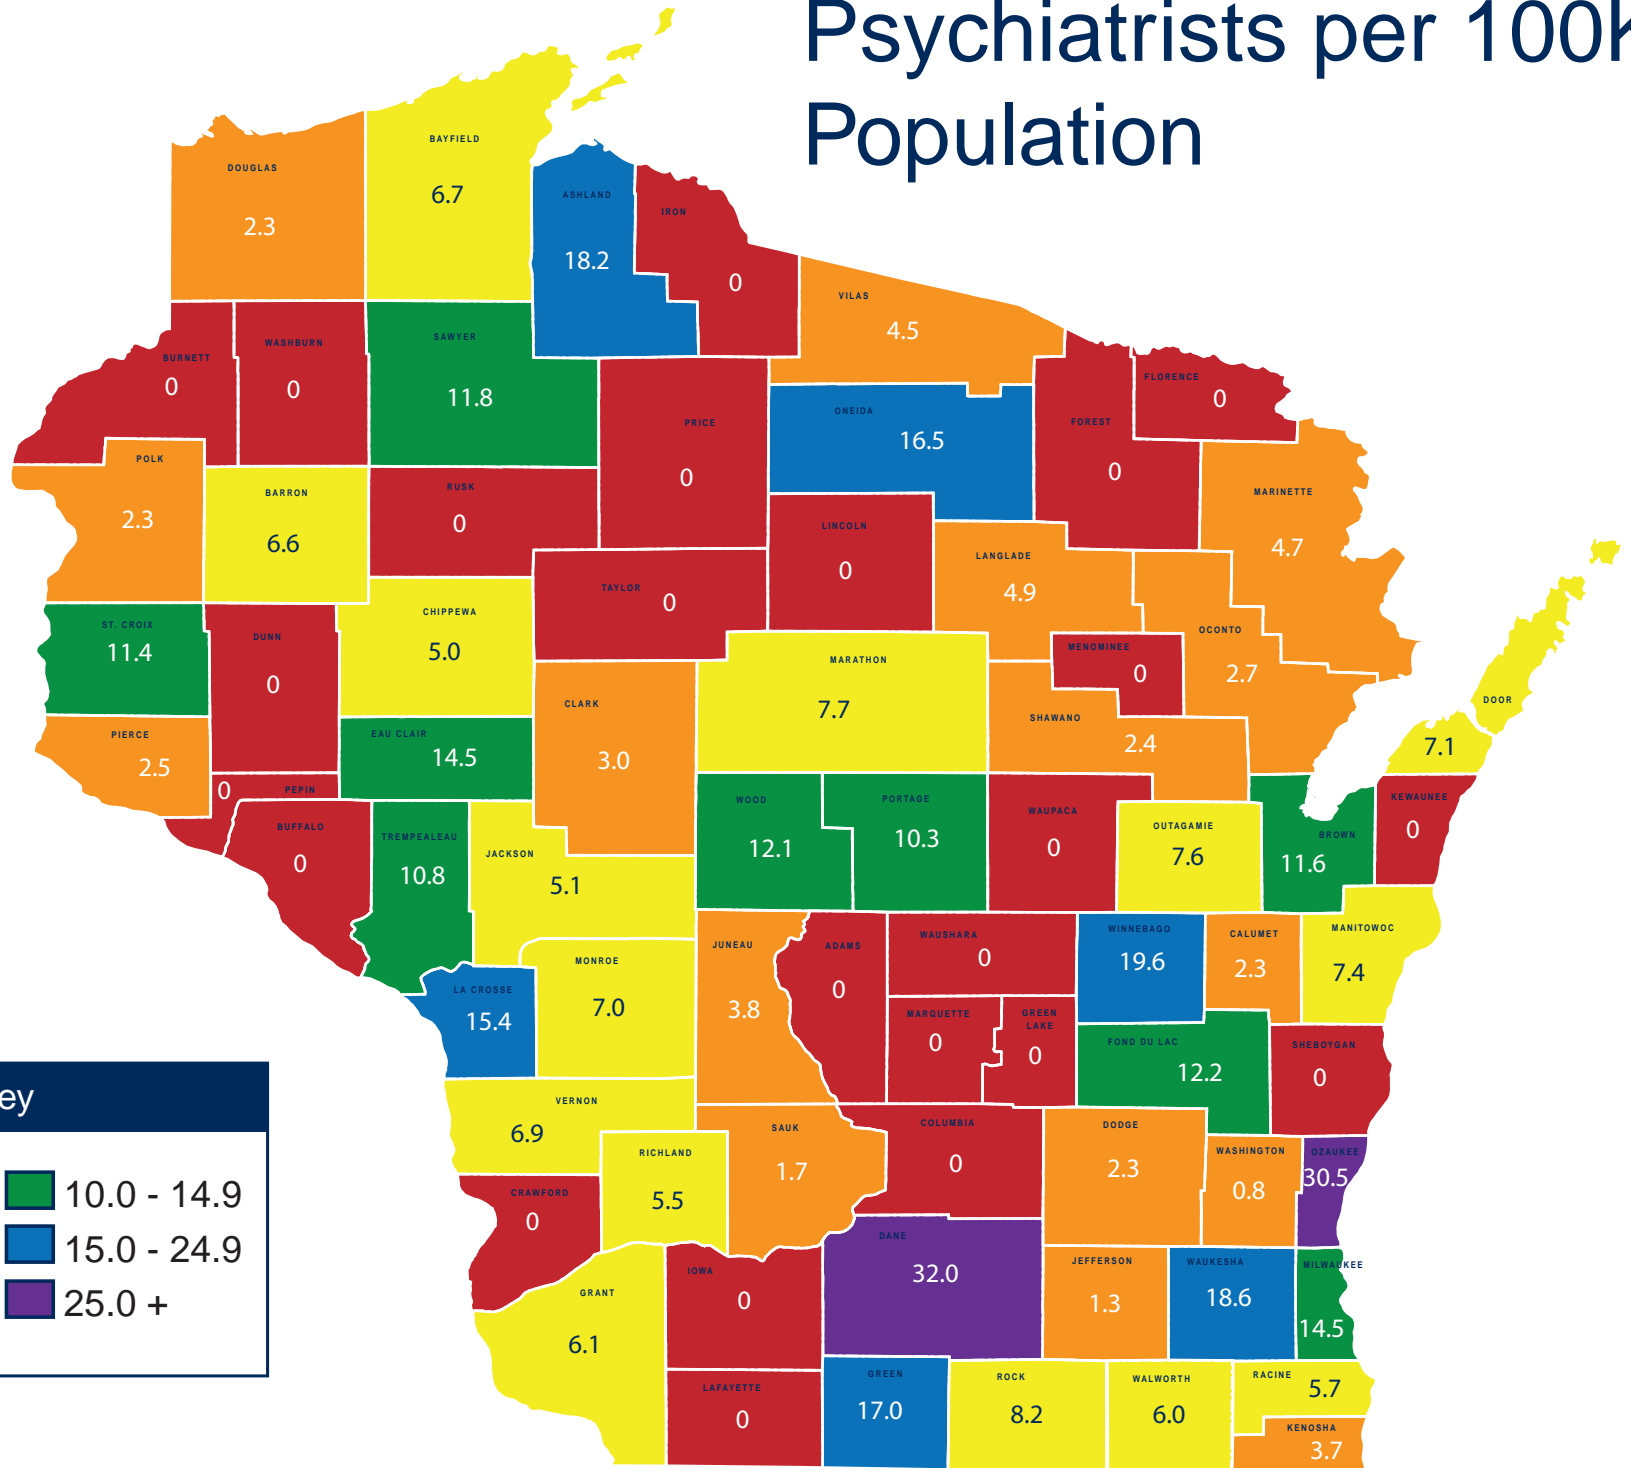 Psychiatrists per 100K
Population
BAYFIELD
6.7
DOUGLAS
2.3
ASHLAND
18.2
IRON
0
VILAS
4.5
BURNETT
0
WASHBURN
0
SAWYER
11.8
PRICE
0
ONEIDA
16.5
FOREST
0
FLORENCE
0
MARINETTE
4.7
POLK
2.3
BARRON
6.6
RUSK
0
LINCOLN
0
LANGLADE
4.9
TAYLOR
0
CHIPPEWA
5.0
ST. CROIX
11.4
DUNN
0
MARATHON
7.7
MENOMINEE
0
OCONTO
2.7
CLARK
3.0
SHAWANO
2.4
DOOR
7.1
PIERCE
2.5
EAU CLAIR
14.5
PEPIN
0
BUFFALO
0
TREMPEALEAU
10.8
JACKSON
5.1
WOOD
12.1
PORTAGE
10.3
WAUPACA
0
OUTAGAMIE
7.6
BROWN
11.6
KEWAUNEE
0
JUNEAU
3.8
ADAMS
0
WAUSHARA
0
WINNEBAGO
19.6
CALUMET
2.3
MANITOWOC
7.4
MONROE
7.0
LA CROSSE
15.4
MARQUETTE
0
GREEN
LAKE
0
FOND DU LAC
12.2
SHEBOYGAN
0
VERNON
6.9
RICHLAND
5.5
SAUK
1.7
COLUMBIA
0
DODGE
2.3
WASHINGTON
0.8
OZAUKEE
30.5
CRAWFORD
0
GRANT
6.1
IOWA
0
DANE
32.0
JEFFERSON
1.3
WAUKESHA
18.6
MILWAUKEE
14.5
LAFAYETTE
0
GREEN
17.0
ROCK
8.2
WALWORTH
6.0
RACINE
5.7
KENOSHA
3.7
ey
10.0 - 14.9
15.0 - 24.9
25.0 +